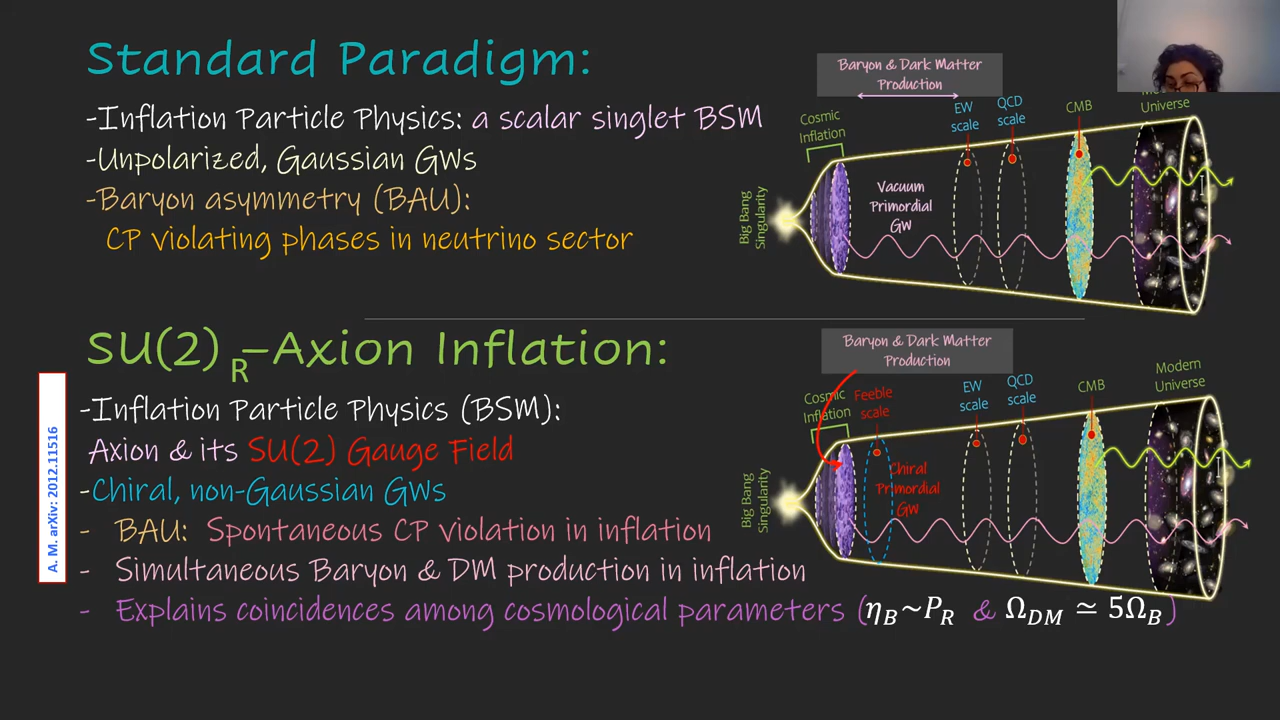 Standard Paradigm:
-Inflation Particle Physics: a scalar singlet BSM
-Unpolarized, Gaussian GWs
-Baryon asymmetry (BAU):
CP violating phases in neutrino sector
Baryon & Dark Matter
Production
Cosmic
Inflation
EW
scale
QCD
scale
CMB
Universe
Big Bang
Singularity
Vacuum
Primordial
GW
SU(2) R-Axion Inflation:
-Inflation Particle Physics (BSM):
Axion & its SU(2) Gauge Field
-Chiral, non-Gaussian GWs
- BAU: Spontaneous CP violation in inflation
- Simultaneous Baryon & DM production in inflation
- Explains coincidences among cosmological parameters (η_B~P_R & Ω_DM ≃ 5Ω_B)
A. M. arXiv: 2012.11516
Baryon & Dark Matter
Production
Cosmic
Inflation
Feeble
scale
EW
scale
QCD
scale
CMB
Modern
Universe
Big Bang
Singularity
Chiral
Primordial
GW